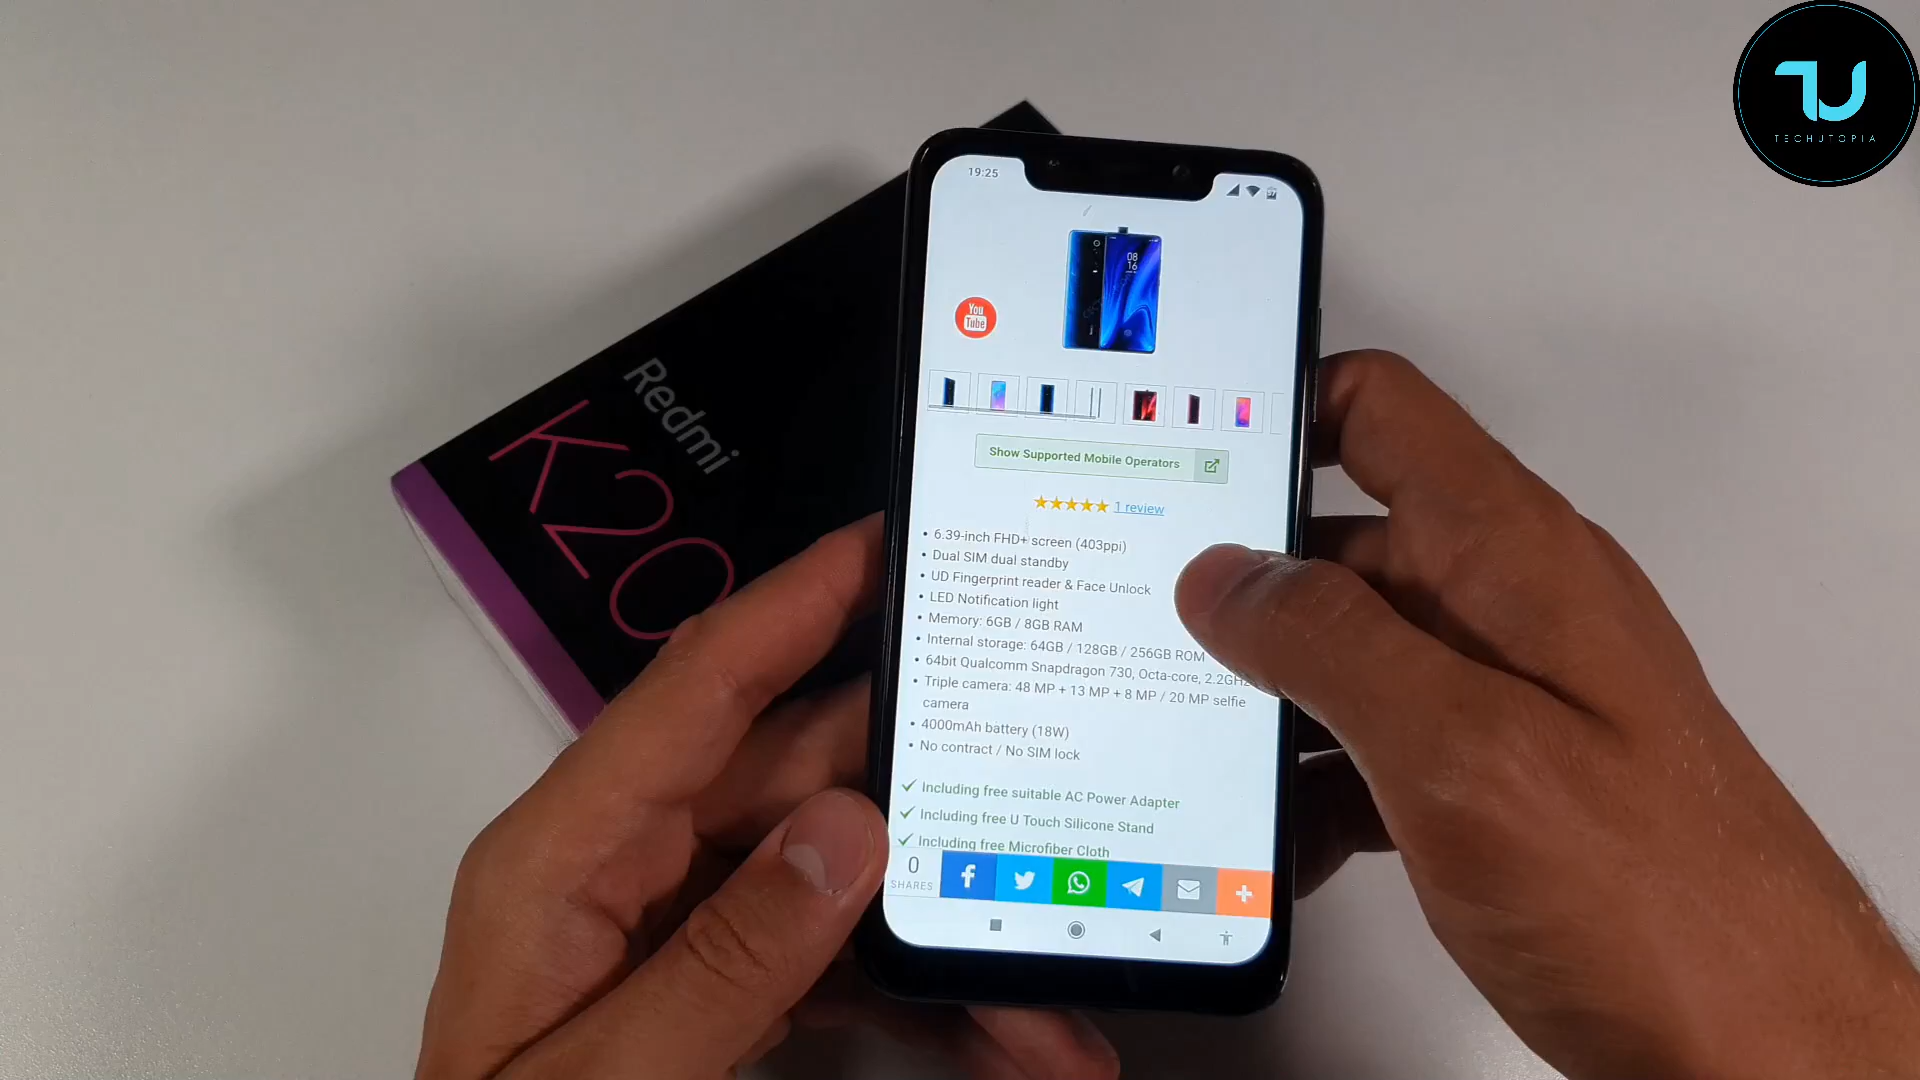 TU
TECHUTOPIA
Redmi
K20
19:25
08
16
You
Tube
Show Supported Mobile Operators
1 review
• 6.39-inch FHD+ screen (403ppi)
• Dual SIM dual standby
• UD Fingerprint reader & Face Unlock
• LED Notification light
• Memory: 6GB / 8GB RAM
• Internal storage: 64GB / 128GB / 256GB ROM
• 64bit Qualcomm Snapdragon 730, Octa-core, 2.2GHz
• Triple camera: 48 MP + 13 MP + 8 MP / 20 MP selfie
camera
• 4000mAh battery (18W)
• No contract / No SIM lock
✓ Including free suitable AC Power Adapter
✓ Including free U Touch Silicone Stand
✓ Including free Microfiber Cloth
0
SHARES